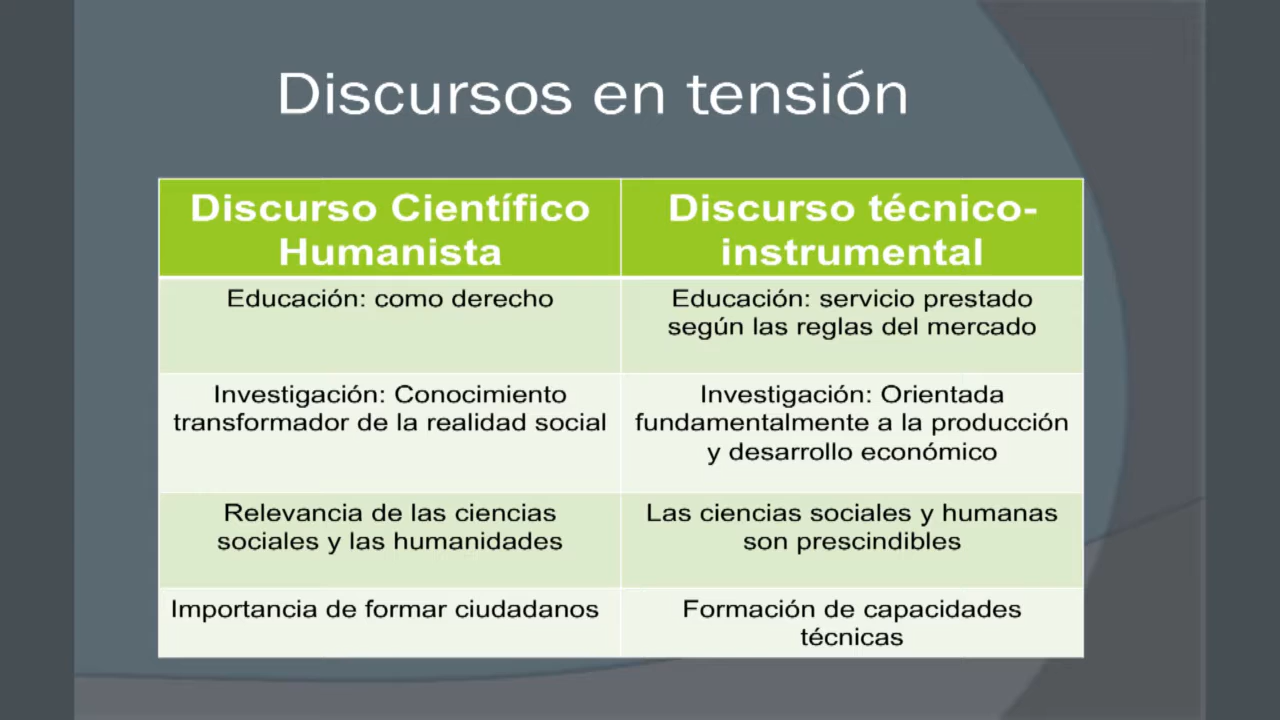 Discursos en tensión
Discurso Científico
Humanista
Discurso técnico-
instrumental
Educación: como derecho
Educación: servicio prestado
según las reglas del mercado
Investigación: Conocimiento
transformador de la realidad social
Investigación: Orientada
fundamentalmente a la producción
y desarrollo económico
Relevancia de las ciencias
sociales y las humanidades
Las ciencias sociales y humanas
son prescindibles
Importancia de formar ciudadanos
Formación de capacidades
técnicas